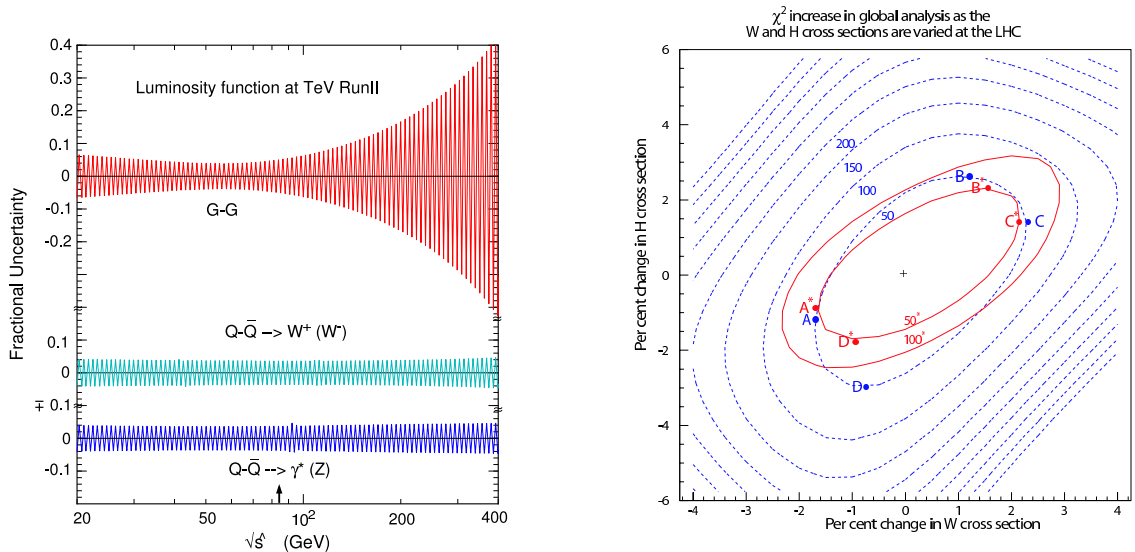 0.4
0.3
0.2
0.1
0
-0.1
-0.2
0.1
0
0.1
0
-0.1
Fractional Uncertainty
+I
Luminosity function at TeV RunII
G-G
Q-Q̄ --> W⁺ (W⁻)
Q-Q̄ --> γ* (Z)
20 50 10² 200 400
√ŝ (GeV)
χ² increase in global analysis as the
W and H cross sections are varied at the LHC
6
4
2
0
-2
-4
-6
Per cent change in H cross section
200
150
100
50
B
B*
C*
C
A*
A
50*
100*
D*
D
-4 -3 -2 -1 0 1 2 3 4
Per cent change in W cross section